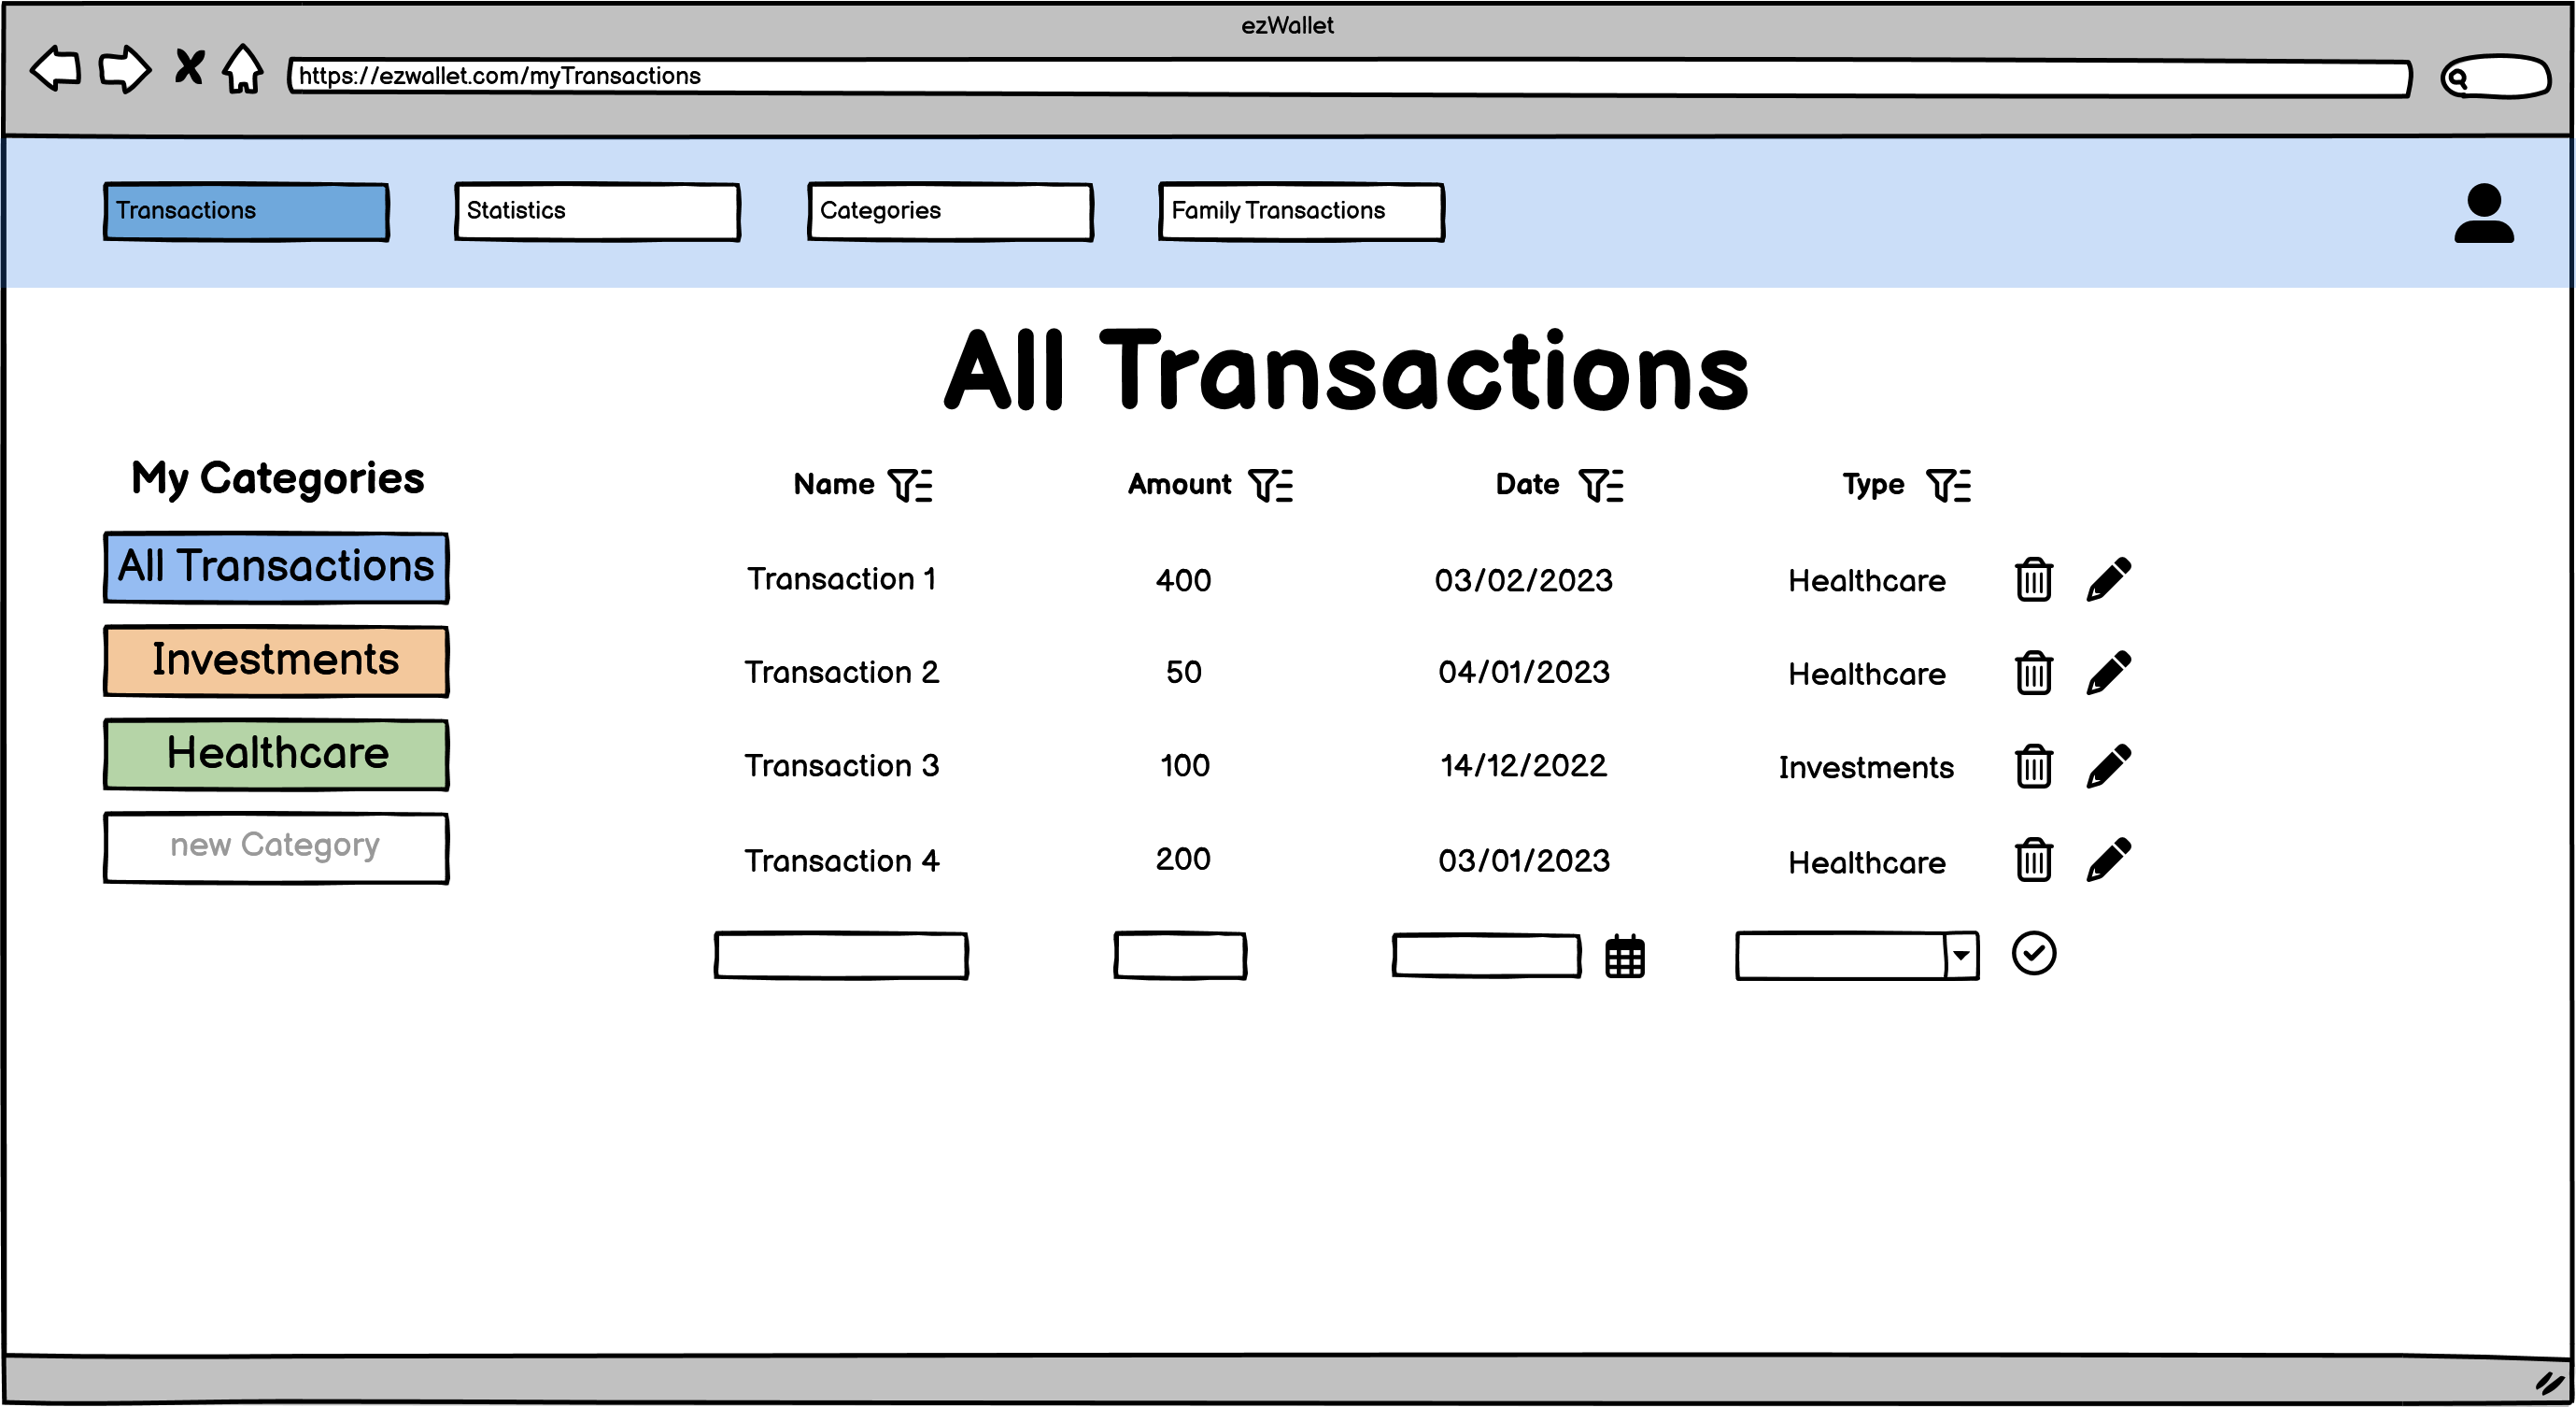 ezWallet
https://ezwallet.com/myTransactions
Transactions Statistics Categories Family Transactions
All Transactions
My Categories
All Transactions
Investments
Healthcare
new Category
Name Amount Date Type
Transaction 1 400 03/02/2023 Healthcare
Transaction 2 50 04/01/2023 Healthcare
Transaction 3 100 14/12/2022 Investments
Transaction 4 200 03/01/2023 Healthcare